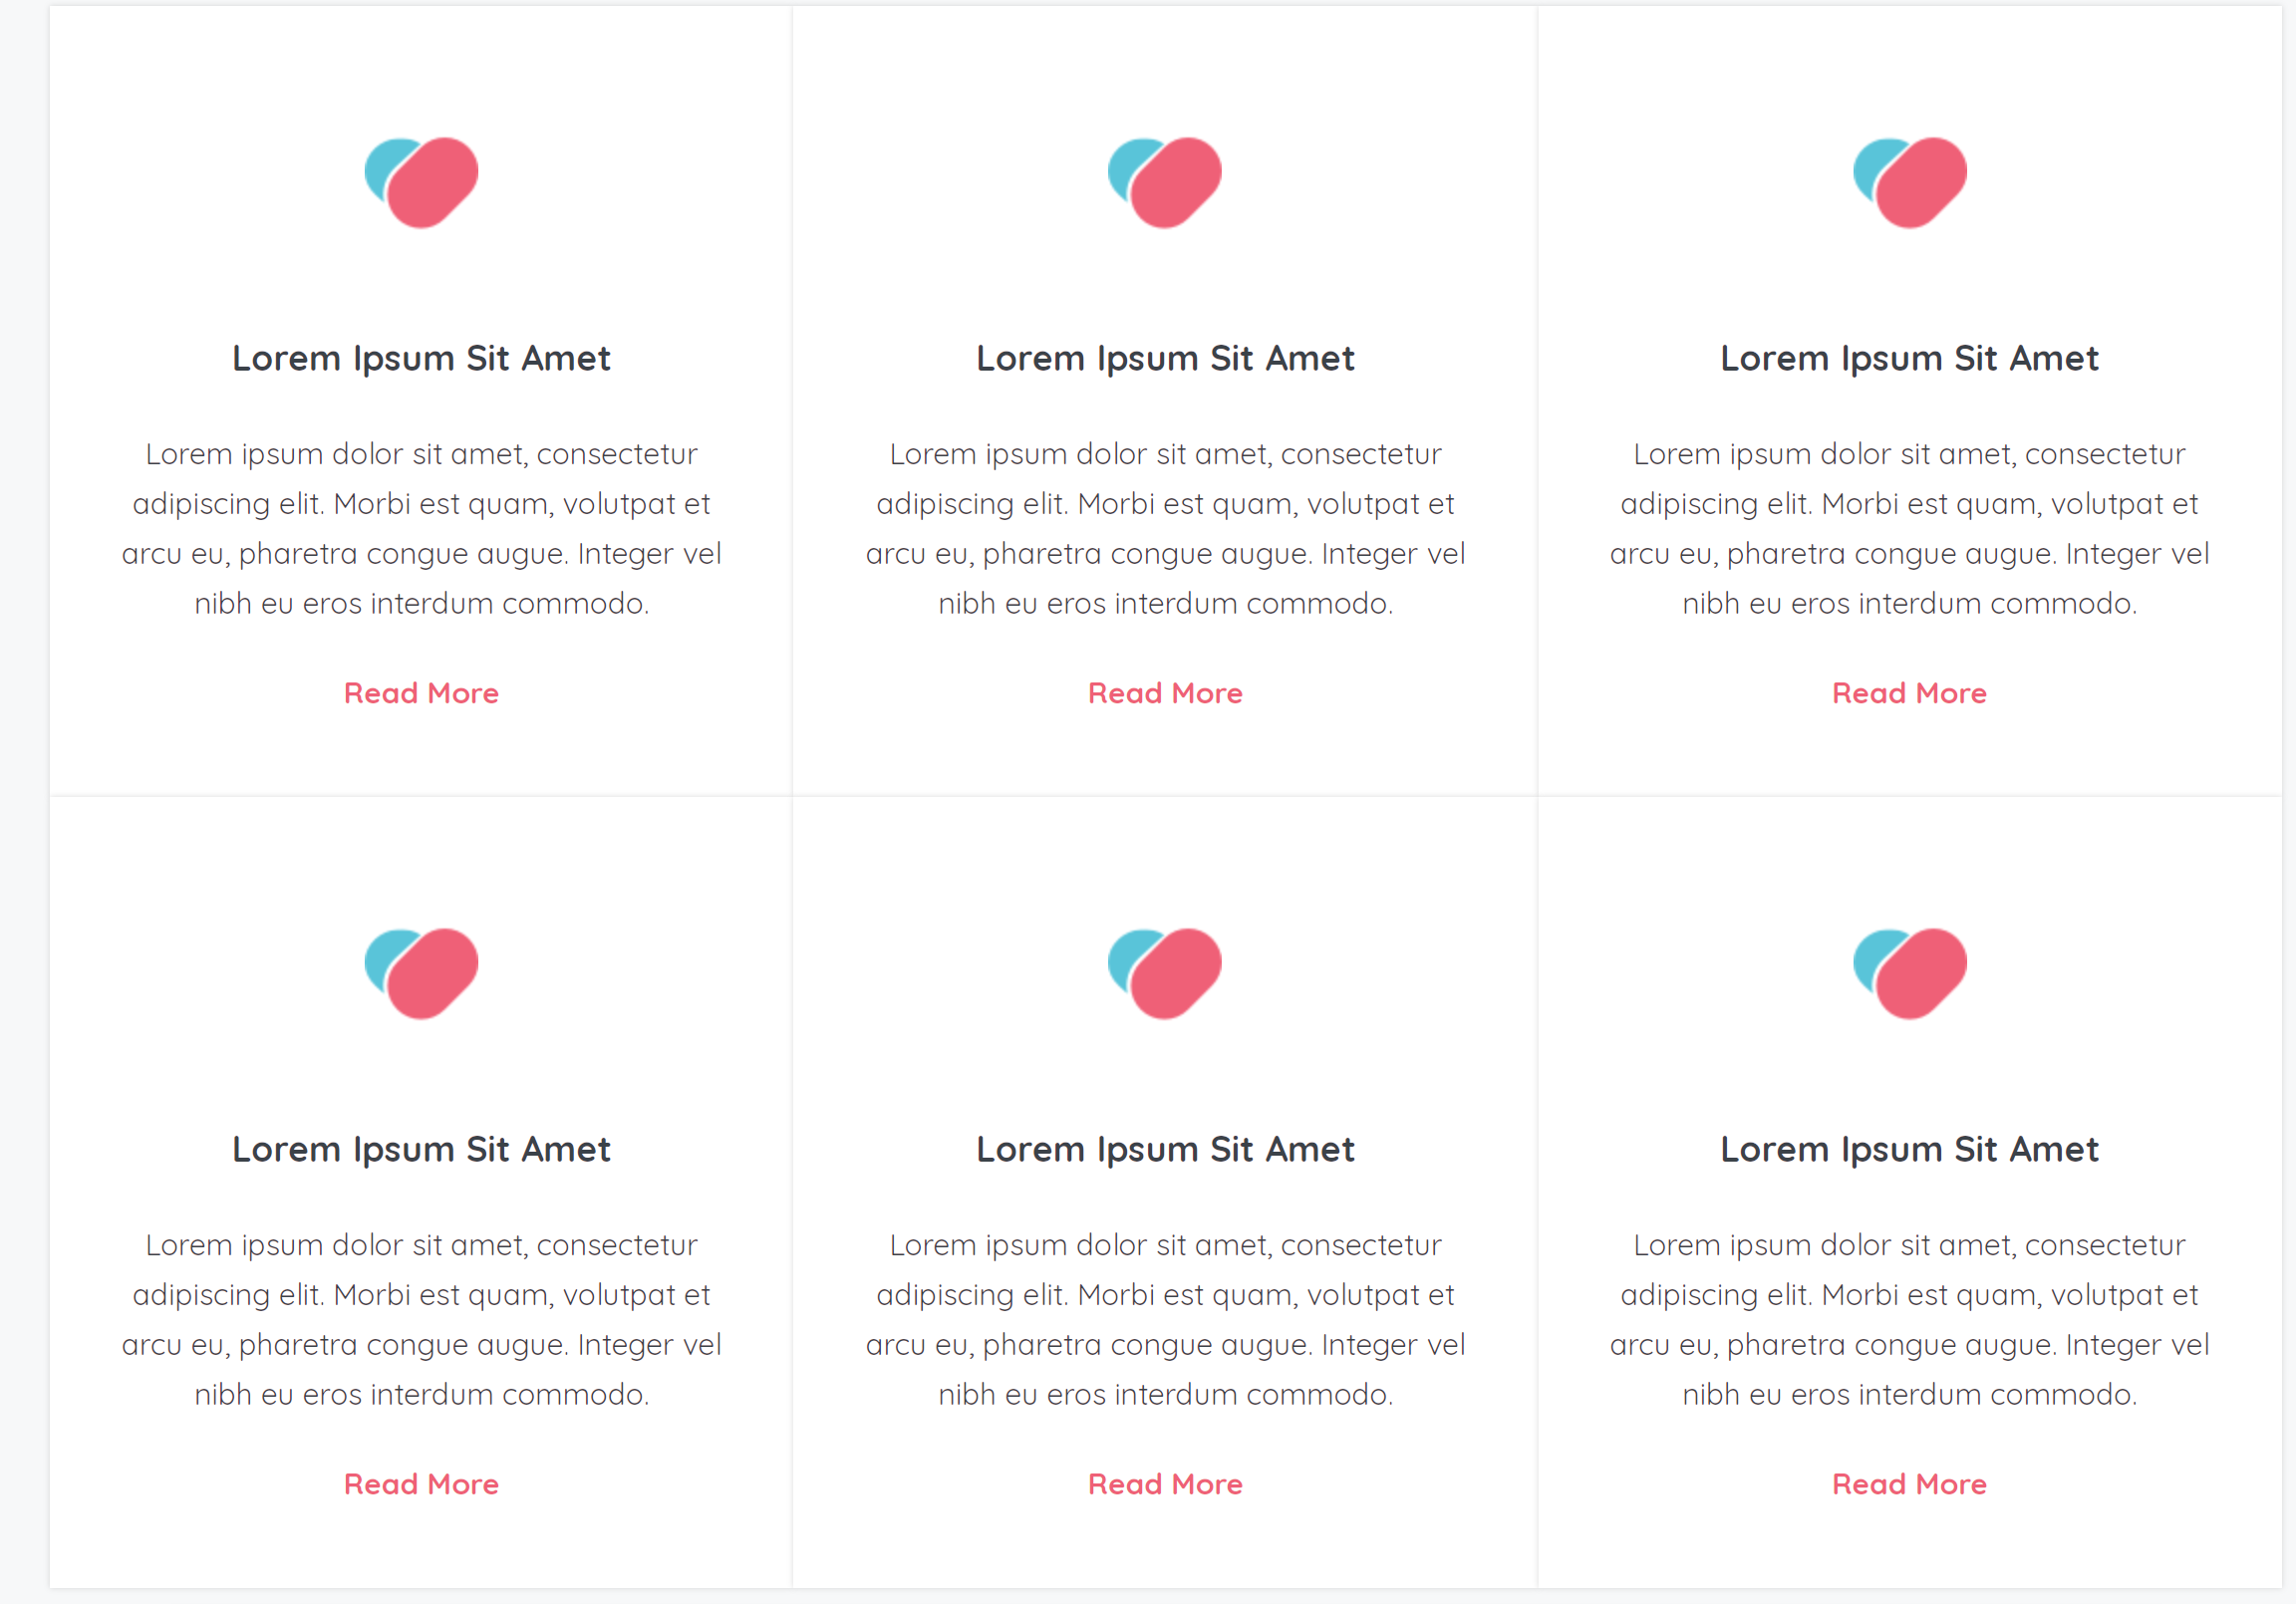 Lorem Ipsum Sit Amet
Lorem ipsum dolor sit amet, consectetur
adipiscing elit. Morbi est quam, volutpat et
arcu eu, pharetra congue augue. Integer vel
nibh eu eros interdum commodo.
Read More
Lorem Ipsum Sit Amet
Lorem ipsum dolor sit amet, consectetur
adipiscing elit. Morbi est quam, volutpat et
arcu eu, pharetra congue augue. Integer vel
nibh eu eros interdum commodo.
Read More
Lorem Ipsum Sit Amet
Lorem ipsum dolor sit amet, consectetur
adipiscing elit. Morbi est quam, volutpat et
arcu eu, pharetra congue augue. Integer vel
nibh eu eros interdum commodo.
Read More
Lorem Ipsum Sit Amet
Lorem ipsum dolor sit amet, consectetur
adipiscing elit. Morbi est quam, volutpat et
arcu eu, pharetra congue augue. Integer vel
nibh eu eros interdum commodo.
Read More
Lorem Ipsum Sit Amet
Lorem ipsum dolor sit amet, consectetur
adipiscing elit. Morbi est quam, volutpat et
arcu eu, pharetra congue augue. Integer vel
nibh eu eros interdum commodo.
Read More
Lorem Ipsum Sit Amet
Lorem ipsum dolor sit amet, consectetur
adipiscing elit. Morbi est quam, volutpat et
arcu eu, pharetra congue augue. Integer vel
nibh eu eros interdum commodo.
Read More